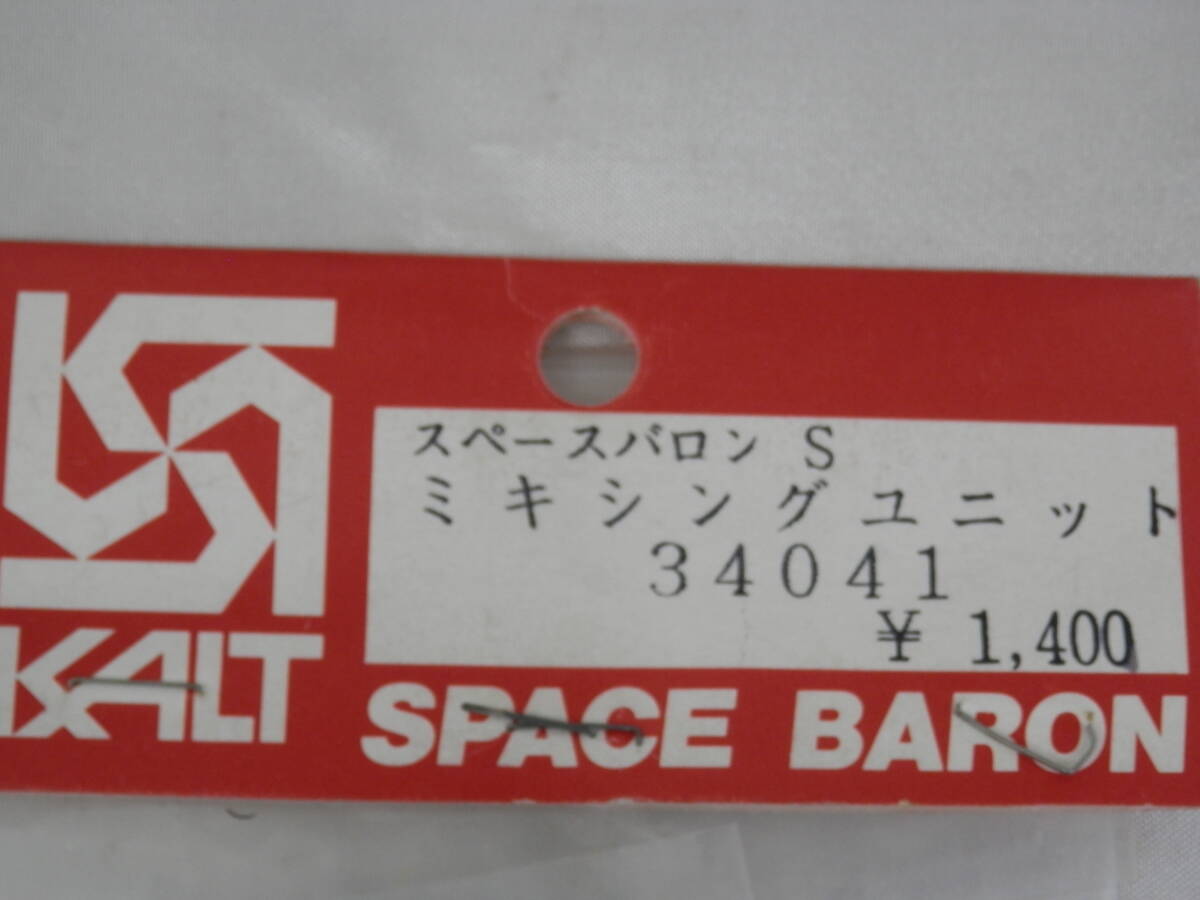 スペースバロン S
ミキシングユニット
34041
¥ 1,400
KALT
SPACE BARON